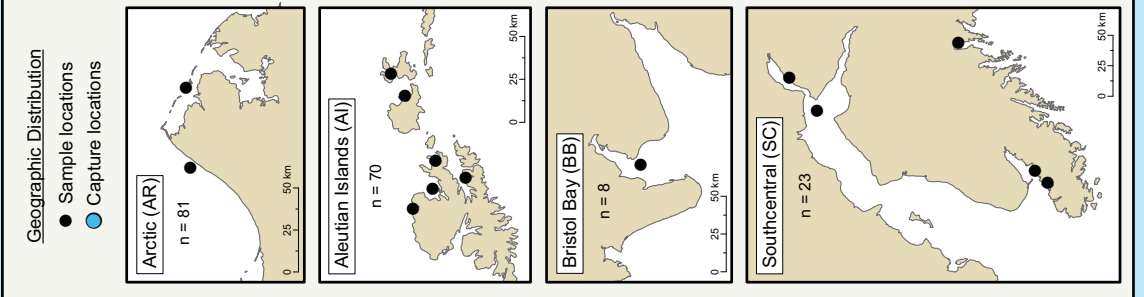 Geographic Distribution
Sample locations
Capture locations
Arctic (AR)
n = 81
0 25 50 km
Aleutian Islands (AI)
n = 70
0 25 50 km
Bristol Bay (BB)
n = 8
0 25 50 km
Southcentral (SC)
n = 23
0 25 50 km